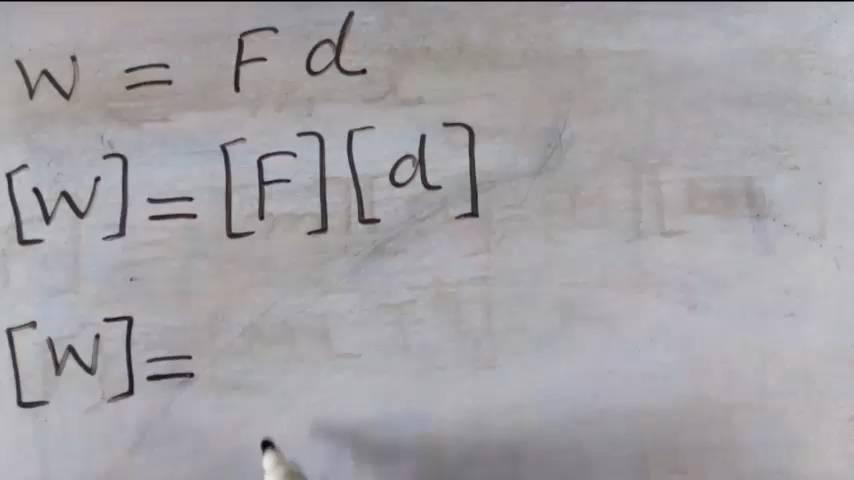 W = F d
[W] = [F][d]
[W] =